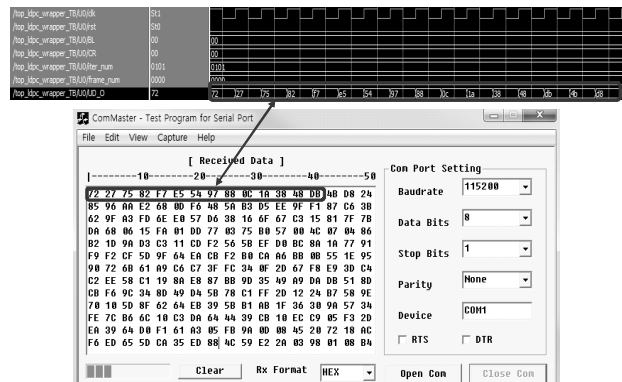 /top_ldpc_wrapper_TB/U0/clk St1
/top_ldpc_wrapper_TB/U0/rst St0
/top_ldpc_wrapper_TB/U0/BL 00 00
/top_ldpc_wrapper_TB/U0/CR 00 00
/top_ldpc_wrapper_TB/U0/iter_num 0101 0101
/top_ldpc_wrapper_TB/U0/frame_num 0000 0000
/top_ldpc_wrapper_TB/U0/UD_O 72 72 27 75 82 f7 e5 54 97 88 0c 1a 38 48 db 4b d8
ComMaster - Test Program for Serial Port
File Edit View Capture Help
[ Received Data ]
|--------10--------20--------30--------40--------50
72 27 75 82 F7 E5 54 97 88 0C 1A 38 48 DB 4B D8 24
85 96 AA E2 68 0D F6 48 5A B3 D5 EE 9F F1 87 C6 3B
62 9F A3 FD 6E E0 57 D6 38 16 6F 67 C3 15 81 7F 7B
DA 68 06 15 FA 01 DD 77 03 75 B0 57 00 4C 07 04 86
B2 1D 9A D3 C3 11 CD F2 56 5B EF D0 BC 8A 1A 77 91
F9 F2 CF 5D 9F 64 EA CB F2 B0 CA A6 BB 0B 55 1E 95
90 72 6B 61 A9 C6 C7 3F FC 34 0F 2D 67 F8 E9 3D C4
C2 EE 58 C1 19 8A E8 87 BB 9D 35 49 A9 DA DB 51 8D
CB F6 9C 34 8D 49 D4 5B 78 C1 FF 2D 12 24 B7 58 9E
70 10 5D 8F 62 64 EB 39 5B B1 AB 1F 36 30 9A 57 34
FE 7C B6 6C 10 C3 DA 64 44 39 CB 10 EC C9 05 F3 2D
EA 39 64 D0 F1 61 A3 05 FB 9A 0D 08 45 20 72 18 AC
F6 ED 65 5D CA 35 ED 88 4C 59 E2 2A 03 98 01 08 B4
Com Port Setting
Baudrate 115200
Data Bits 8
Stop Bits 1
Parity None
Device COM1
RTS DTR
Clear Rx Format HEX Open Com Close Com